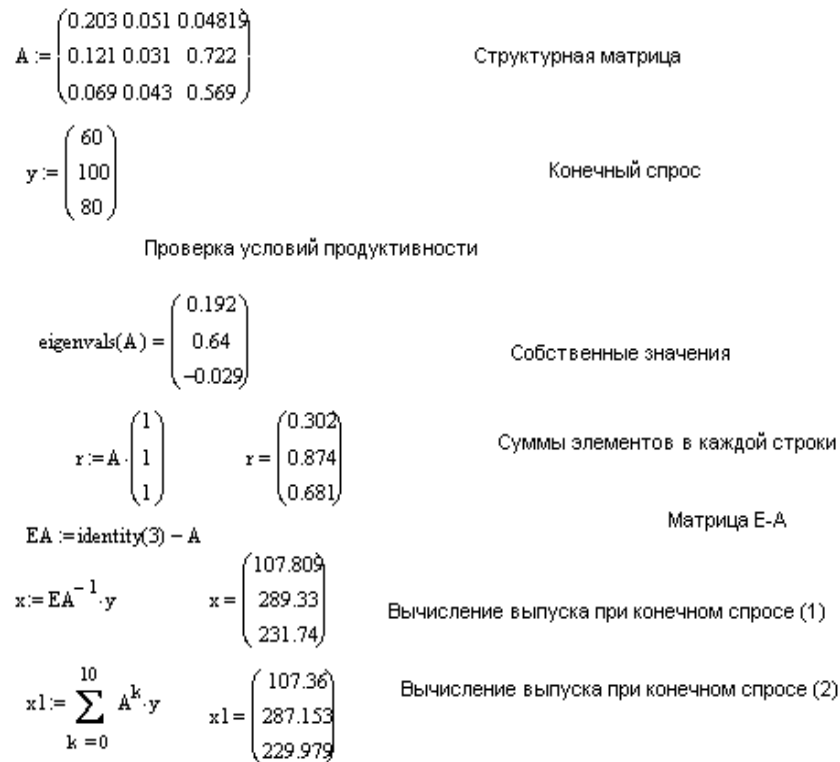 A := (0.203 0.051 0.04819
0.121 0.031 0.722
0.069 0.043 0.569) Структурная матрица
y := (60
100
80) Конечный спрос
Проверка условий продуктивности
eigenvals(A) = (0.192
0.64
−0.029) Собственные значения
r := A · (1
1
1) r = (0.302
0.874
0.681) Суммы элементов в каждой строки
Матрица E-A
EA := identity(3) − A
x := EA⁻¹ · y x = (107.809
289.33
231.74) Вычисление выпуска при конечном спросе (1)
x1 := ∑ (k = 0, 10) Aᵏ · y x1 = (107.36
287.153
229.979) Вычисление выпуска при конечном спросе (2)